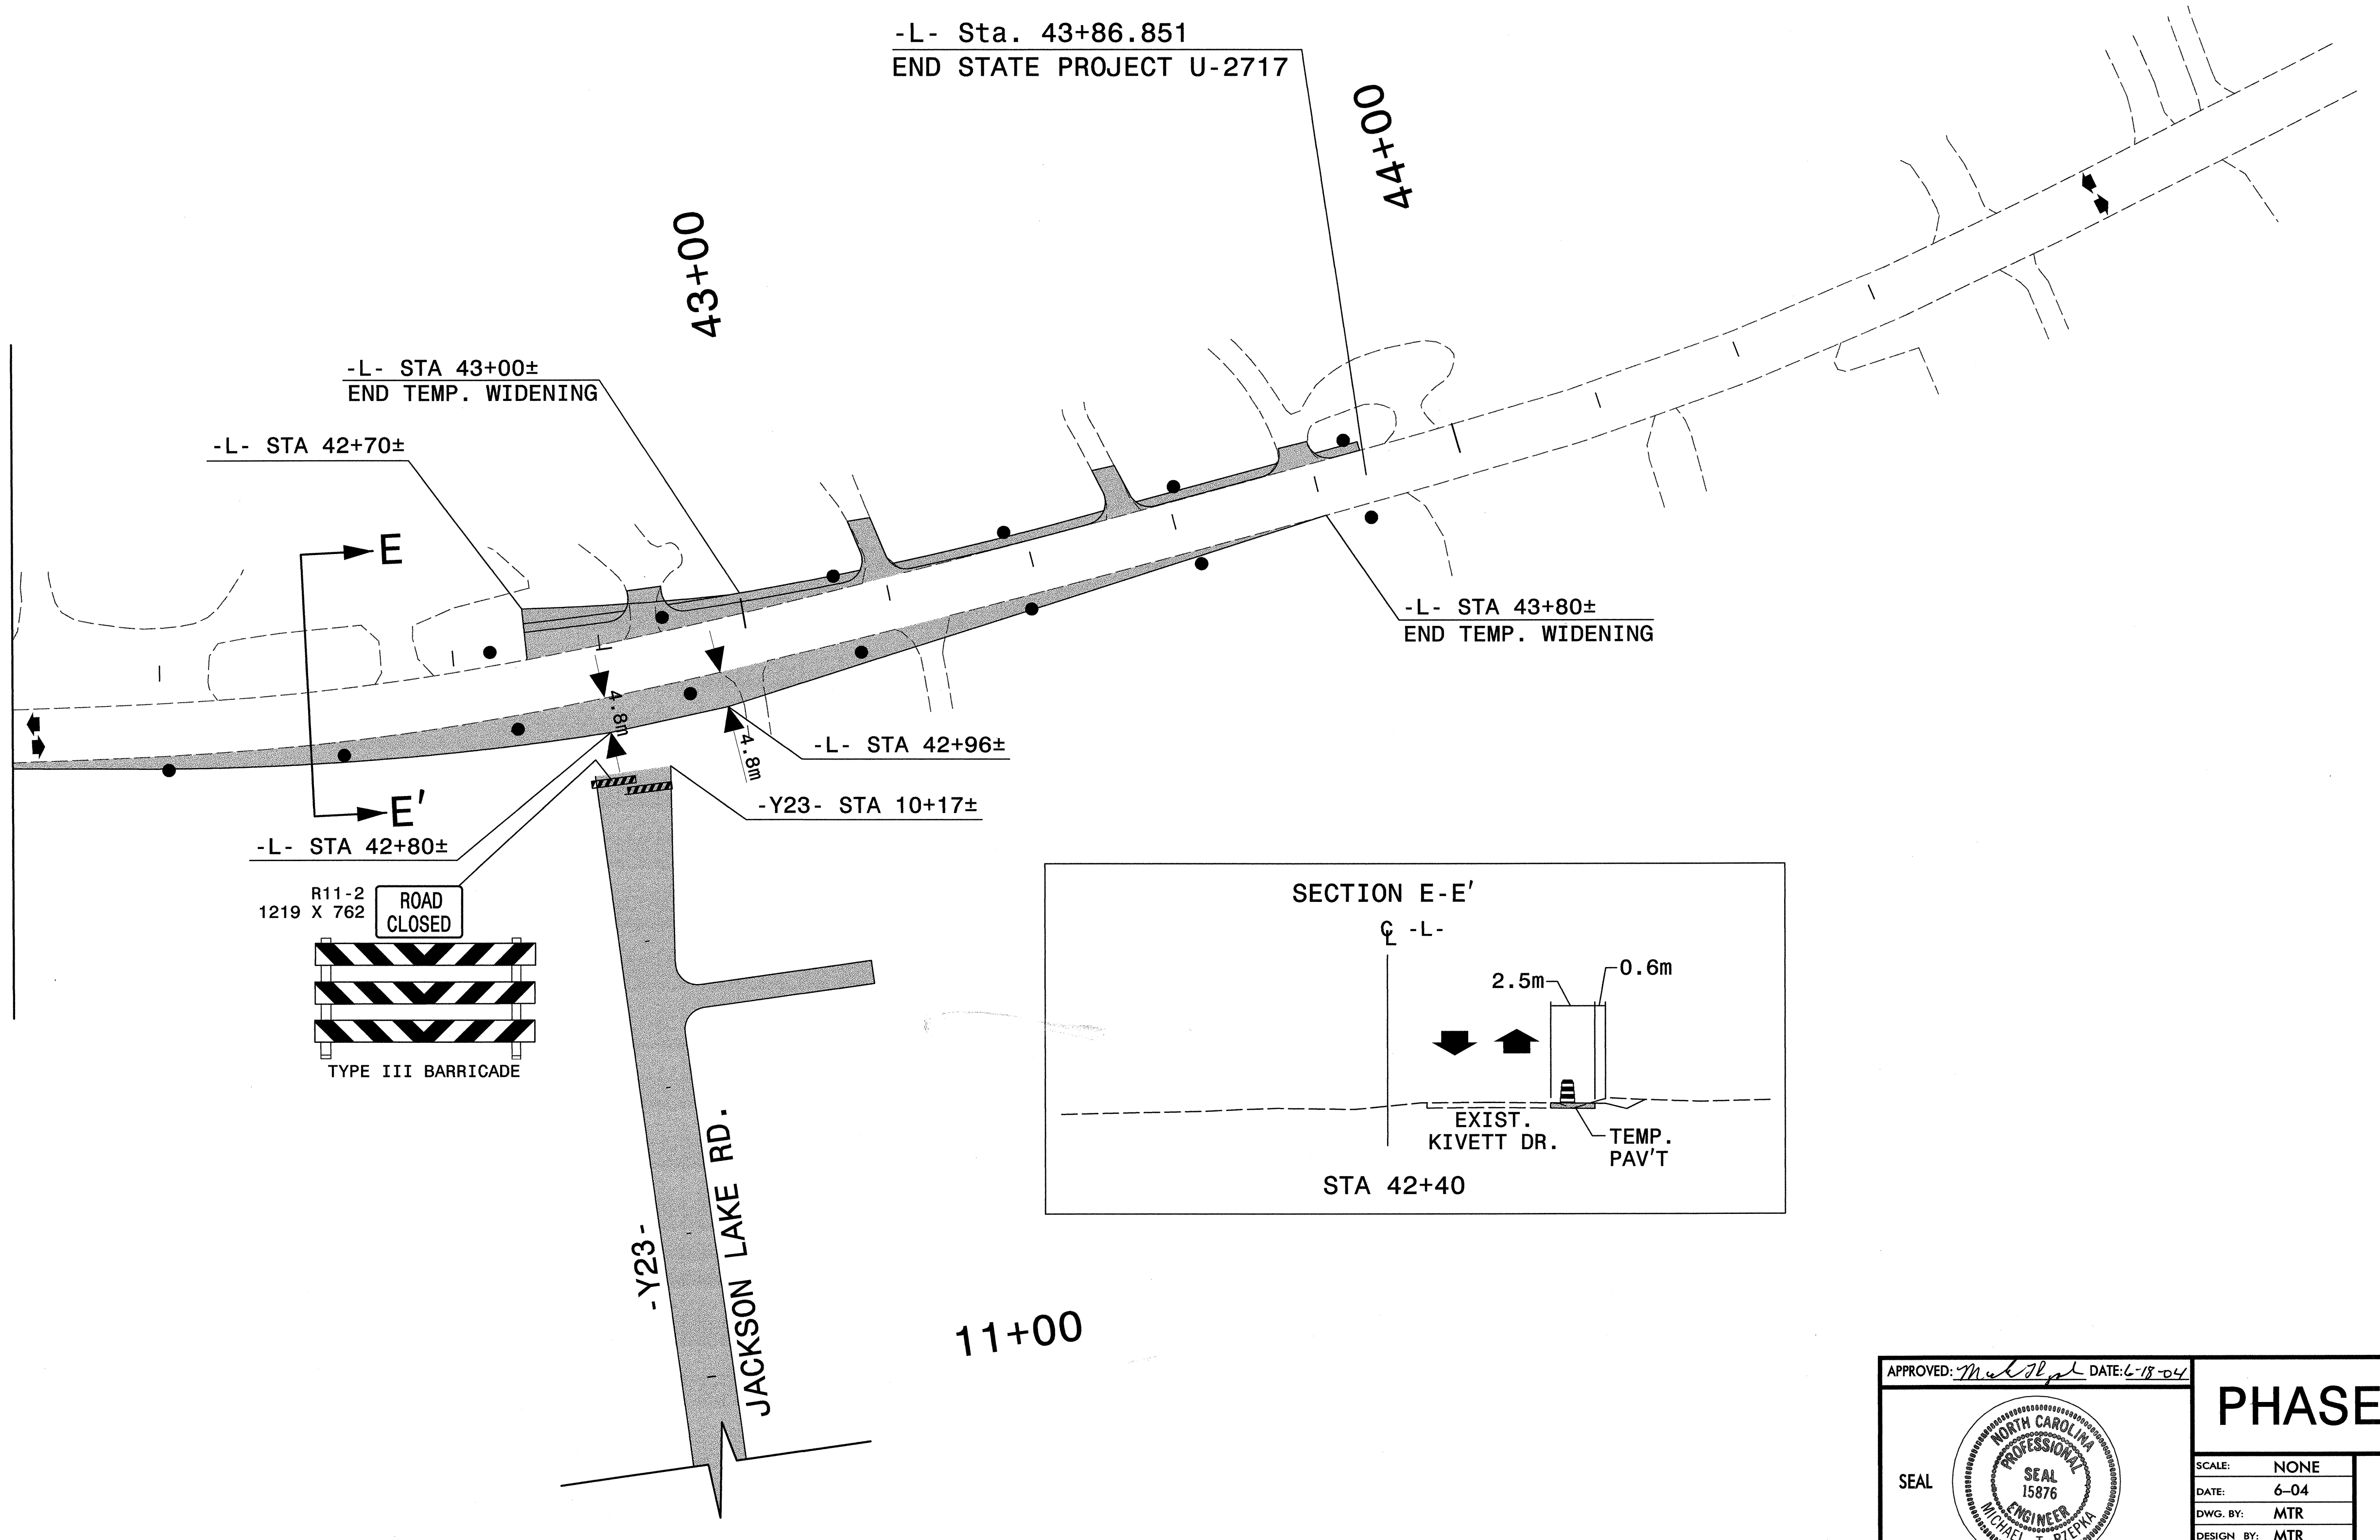 -L- Sta. 43+86.851
END STATE PROJECT U-2717
44+00
43+00
-L- STA 43+00±
END TEMP. WIDENING
-L- STA 42+70±
E
-L- STA 43+80±
END TEMP. WIDENING
4.8m
4.8m
-L- STA 42+96±
-Y23- STA 10+17±
E'
-L- STA 42+80±
R11-2
1219 X 762
ROAD
CLOSED
TYPE III BARRICADE
SECTION E-E'
℄ -L-
2.5m
0.6m
EXIST.
KIVETT DR.
TEMP.
PAV'T
STA 42+40
-Y23-
JACKSON LAKE RD.
11+00
APPROVED: DATE: 6-18-04
PHASE
SEAL
NORTH CAROLINA
PROFESSIONAL
SEAL
15876
ENGINEER
MICHAEL T. RZEPKA
SCALE: NONE
DATE: 6-04
DWG. BY: MTR
DESIGN BY: MTR